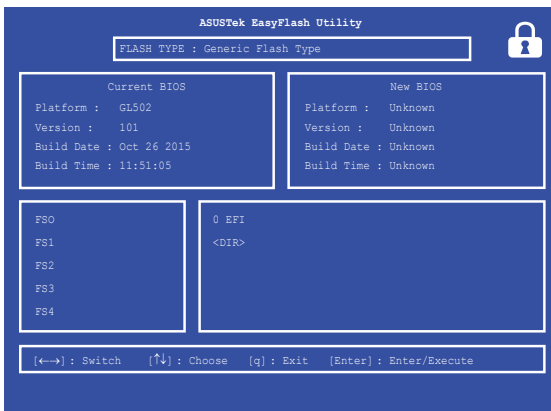 ASUSTek EasyFlash Utility
FLASH TYPE : Generic Flash Type
Current BIOS
Platform : GL502
Version : 101
Build Date : Oct 26 2015
Build Time : 11:51:05
New BIOS
Platform : Unknown
Version : Unknown
Build Date : Unknown
Build Time : Unknown
FSO
FS1
FS2
FS3
FS4
0 EFI
<DIR>
[←→] : Switch [↑↓] : Choose [q] : Exit [Enter] : Enter/Execute